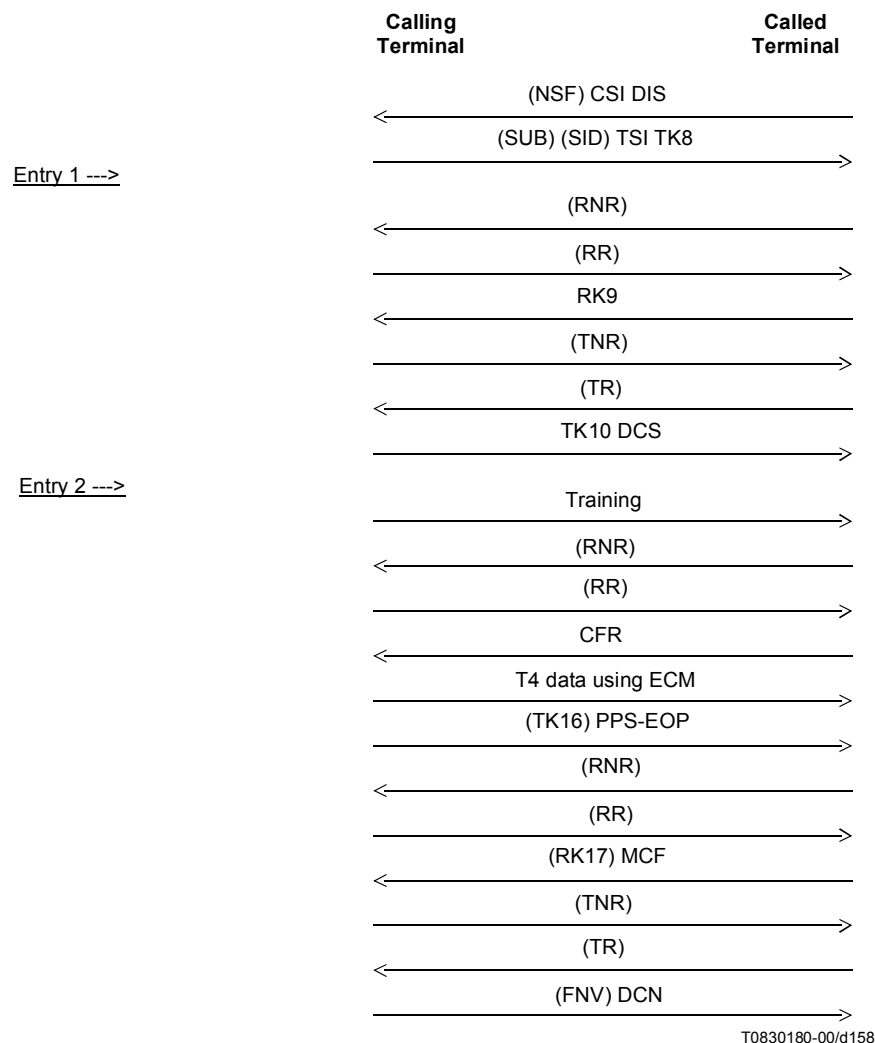 Calling Terminal
Called Terminal
(NSF) CSI DIS
(SUB) (SID) TSI TK8
Entry 1 --->
(RNR)
(RR)
RK9
(TNR)
(TR)
TK10 DCS
Entry 2 --->
Training
(RNR)
(RR)
CFR
T4 data using ECM
(TK16) PPS-EOP
(RNR)
(RR)
(RK17) MCF
(TNR)
(TR)
(FNV) DCN
T0830180-00/d158